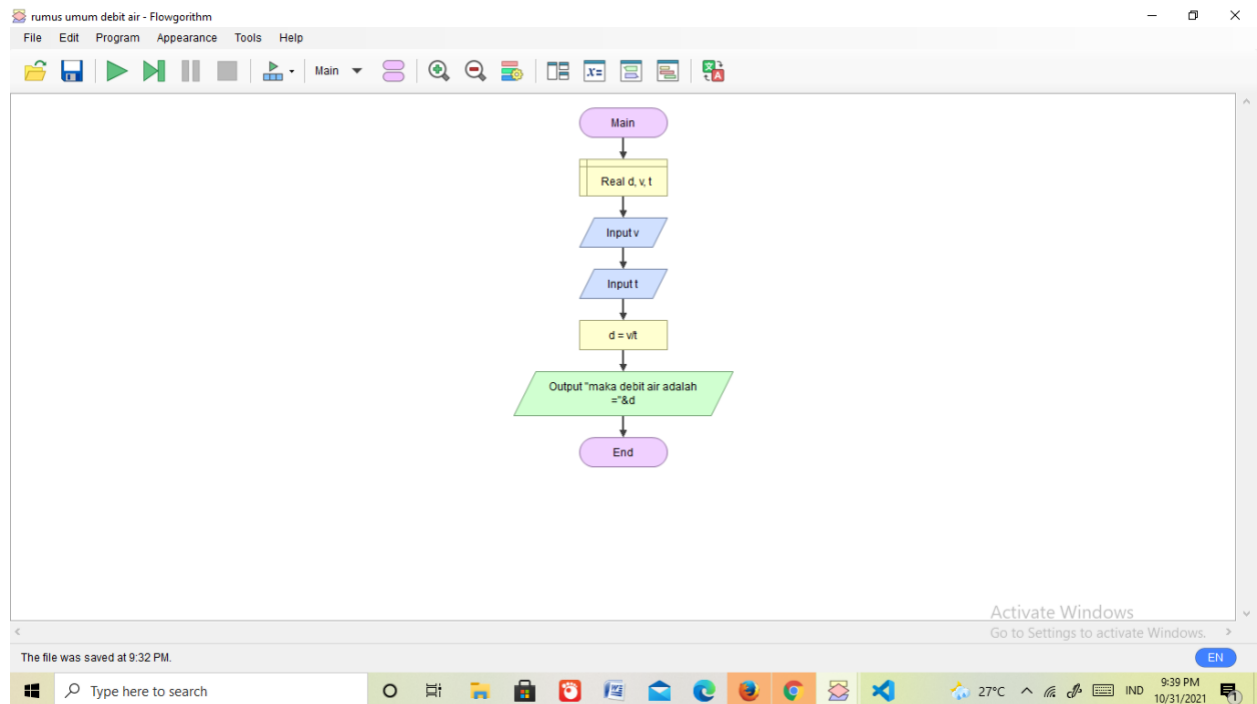 rumus umum debit air - Flowgorithm
File Edit Program Appearance Tools Help
Main
Main
Real d, v, t
Input v
Input t
d = v/t
Output "maka debit air adalah
="&d
End
Activate Windows
Go to Settings to activate Windows.
The file was saved at 9:32 PM.
EN
Type here to search
27°C
IND
9:39 PM
10/31/2021